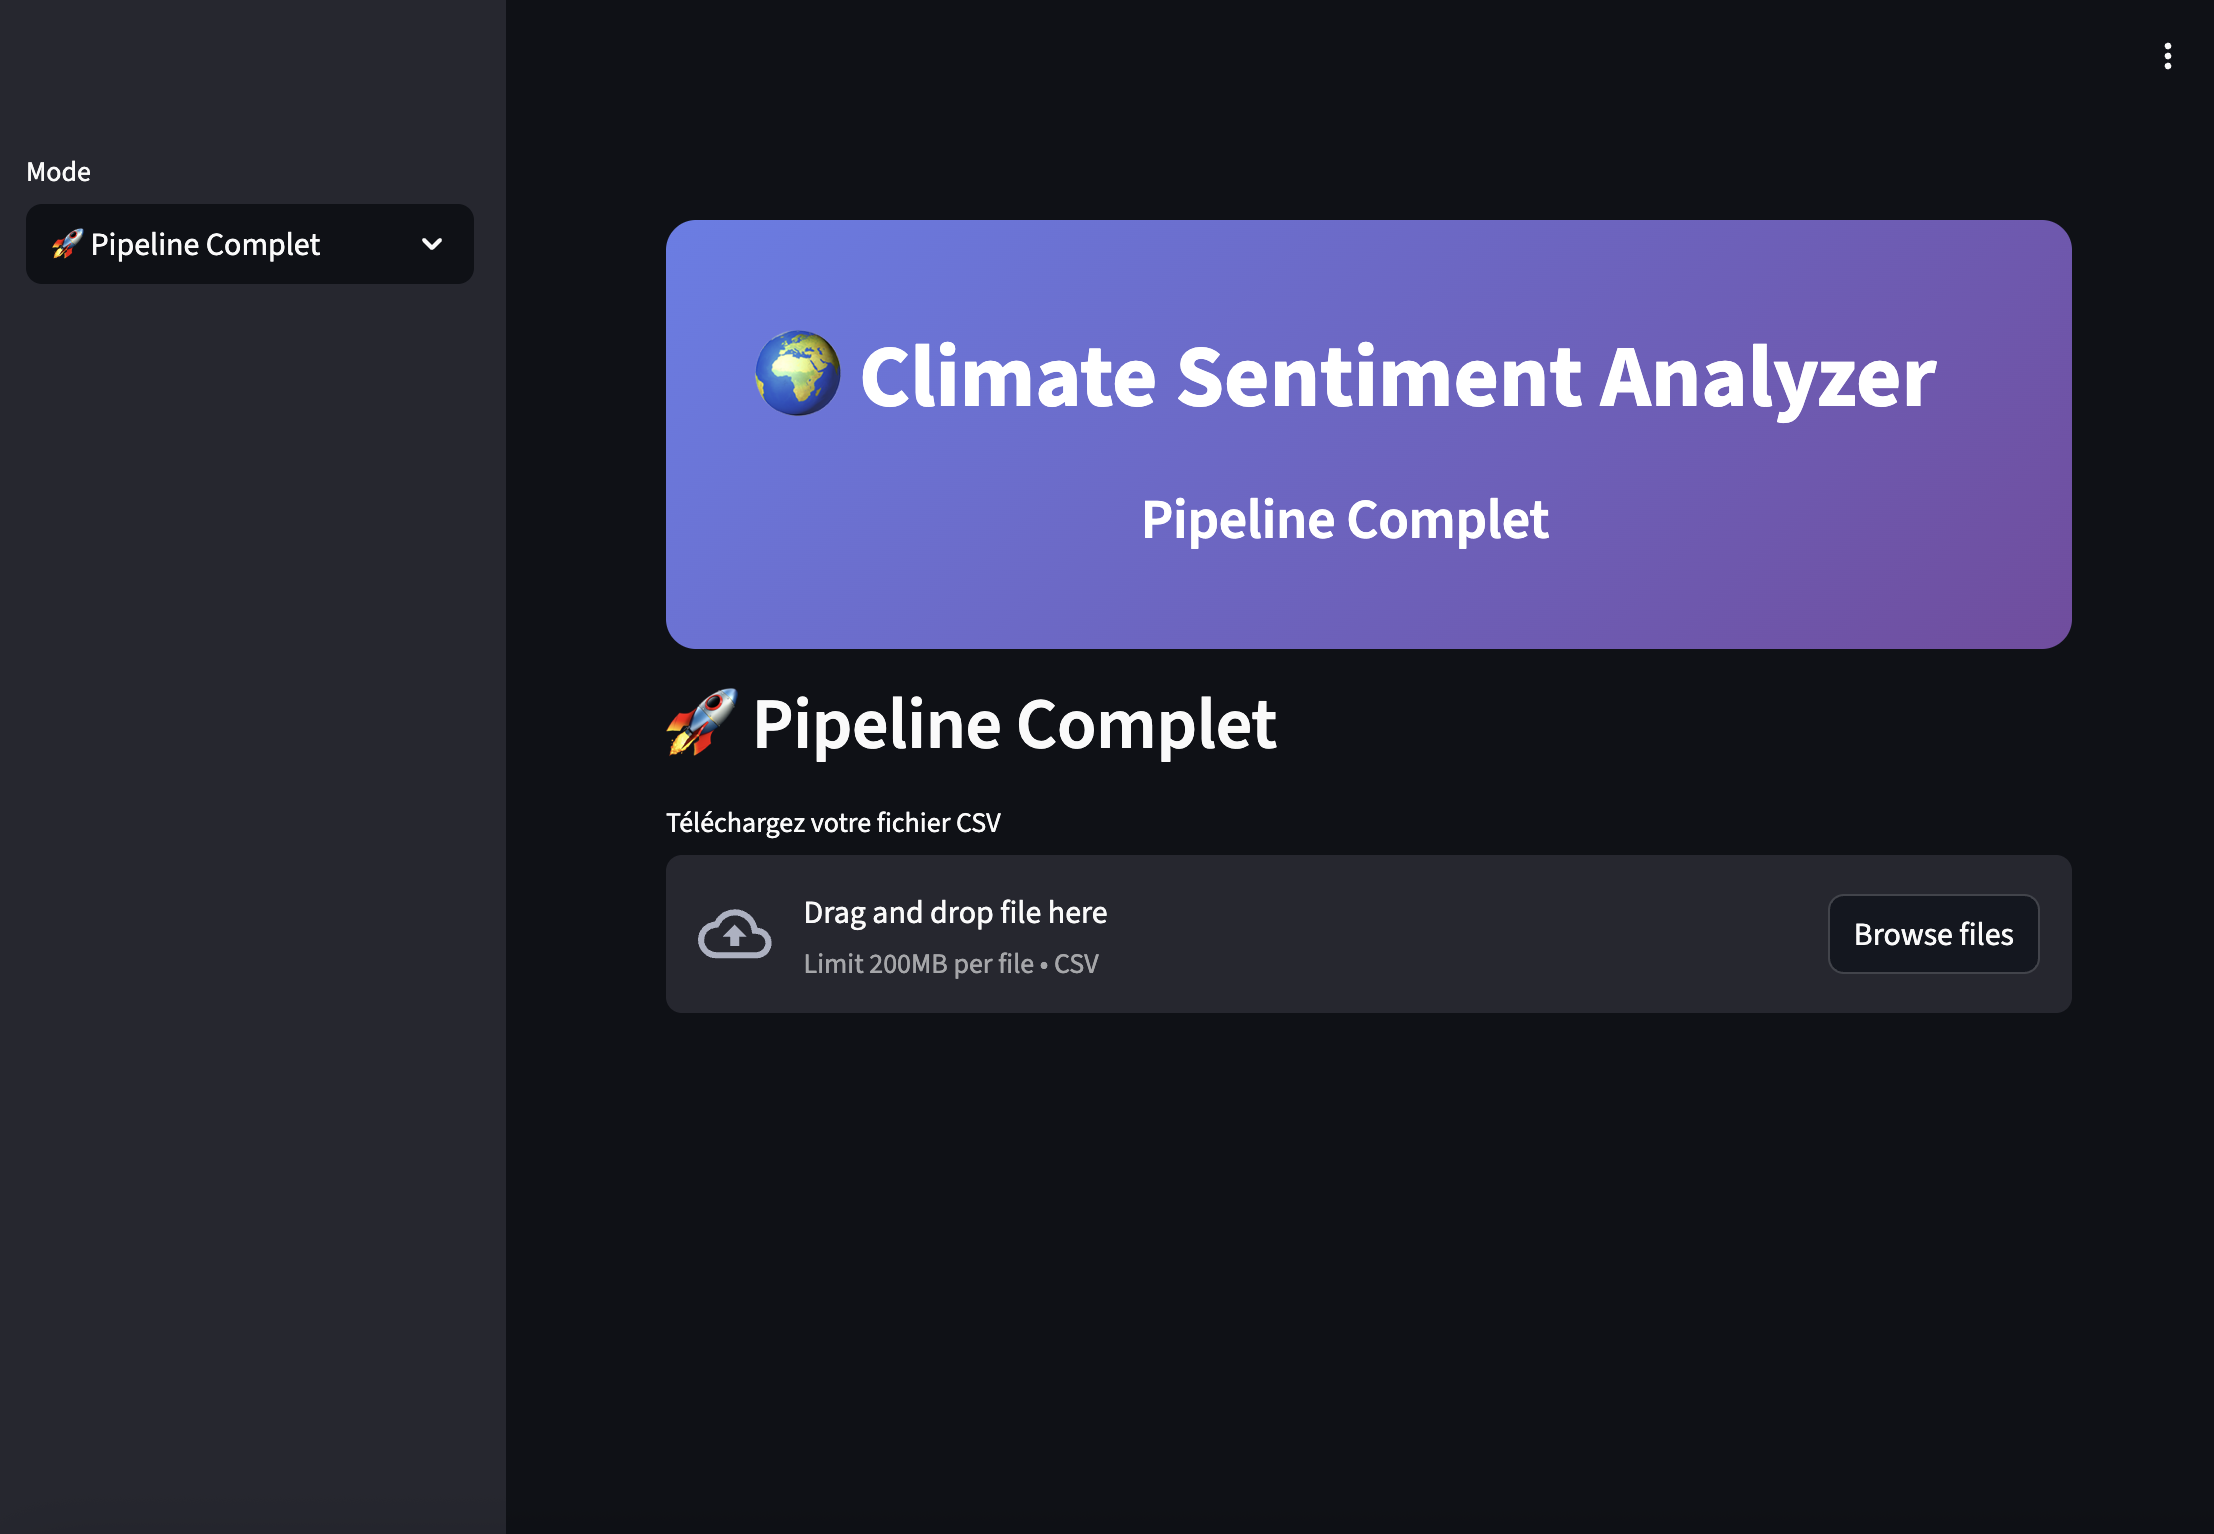 Mode
🚀 Pipeline Complet
🌍 Climate Sentiment Analyzer
Pipeline Complet
🚀 Pipeline Complet
Téléchargez votre fichier CSV
Drag and drop file here
Limit 200MB per file • CSV
Browse files